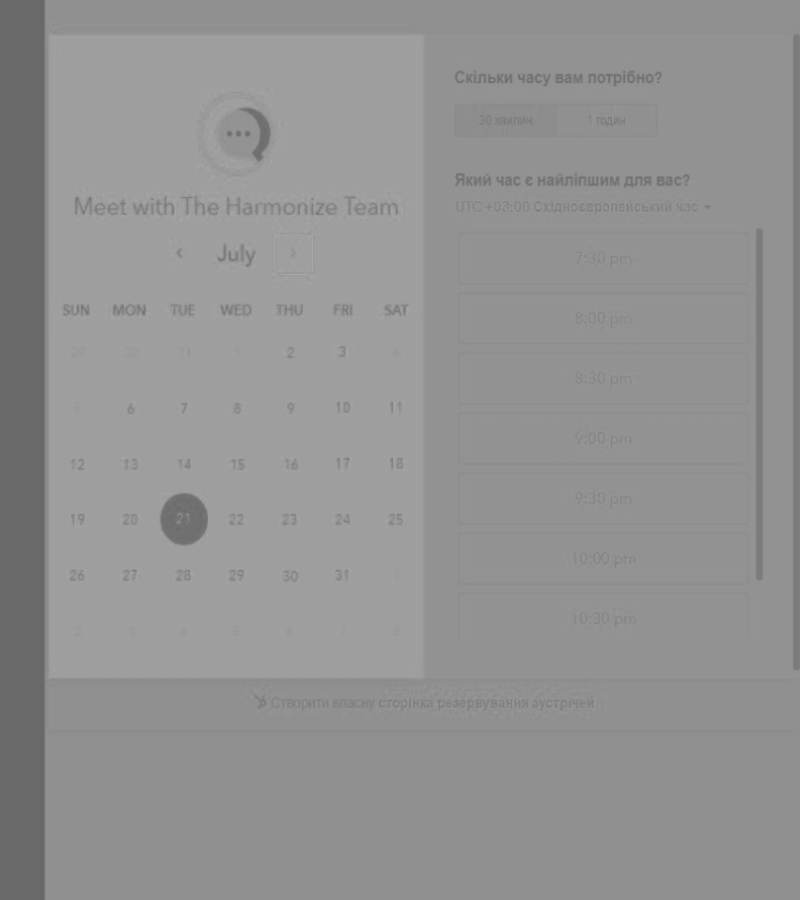 Meet with The Harmonize Team
July
SUN MON TUE WED THU FRI SAT
29 30 31 1 2 3 4
5 6 7 8 9 10 11
12 13 14 15 16 17 18
19 20 21 22 23 24 25
26 27 28 29 30 31 1
2 3 4 5 6 7 8
Скільки часу вам потрібно?
30 хвилин 1 годин
Який час є найліпшим для вас?
UTC +03:00 Східноєвропейський час
7:30 pm
8:00 pm
8:30 pm
9:00 pm
9:30 pm
10:00 pm
10:30 pm
Створити власну сторінка резервування зустрічей